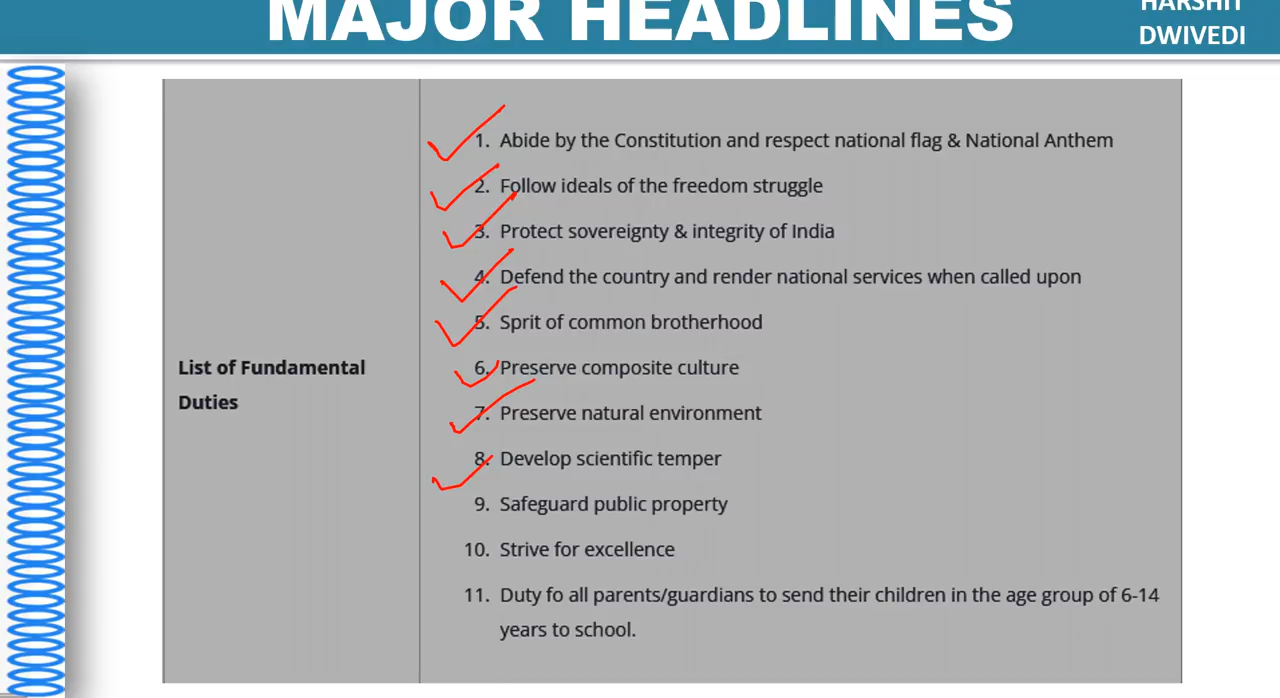 MAJOR HEADLINES
HARSHIT
DWIVEDI
List of Fundamental
Duties
1. Abide by the Constitution and respect national flag & National Anthem
2. Follow ideals of the freedom struggle
3. Protect sovereignty & integrity of India
4. Defend the country and render national services when called upon
5. Sprit of common brotherhood
6. Preserve composite culture
7. Preserve natural environment
8. Develop scientific temper
9. Safeguard public property
10. Strive for excellence
11. Duty fo all parents/guardians to send their children in the age group of 6-14
years to school.